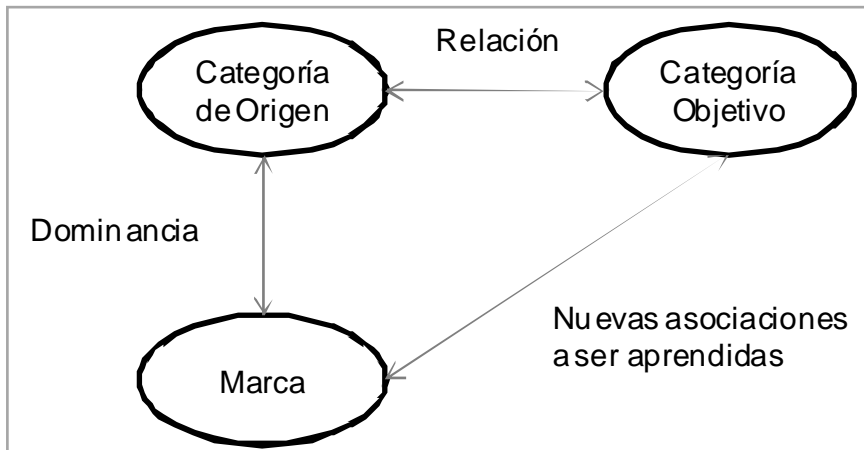 Relación
Categoría
de Origen
Categoría
Objetivo
Dominancia
Nuevas asociaciones
a ser aprendidas
Marca